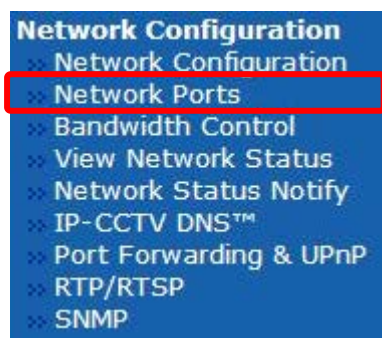 Network Configuration
» Network Configuration
» Network Ports
» Bandwidth Control
» View Network Status
» Network Status Notify
» IP-CCTV DNS™
» Port Forwarding & UPnP
» RTP/RTSP
» SNMP